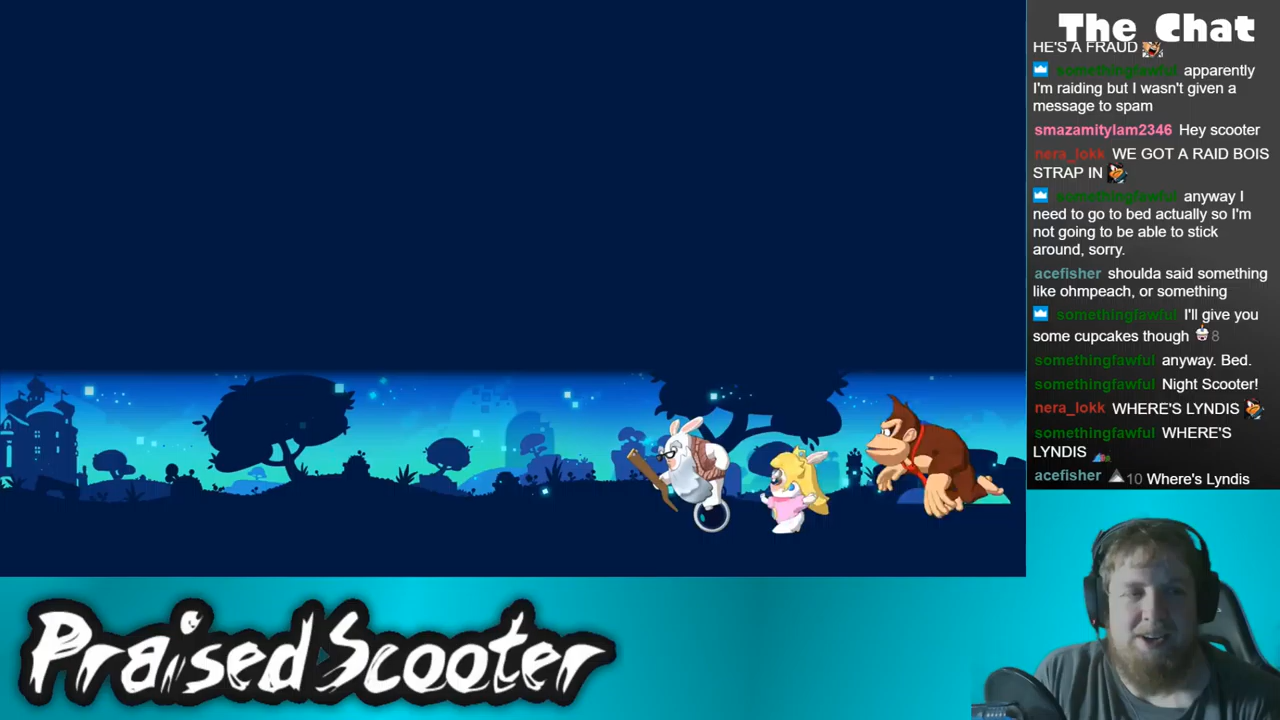 The Chat
HE'S A FRAUD
somethingfawful apparently
I'm raiding but I wasn't given a
message to spam
smazamitylam2346 Hey scooter
nera_lokk WE GOT A RAID BOIS
STRAP IN
somethingfawful anyway I
need to go to bed actually so I'm
not going to be able to stick
around, sorry.
acefisher shoulda said something
like ohmpeach, or something
somethingfawful I'll give you
some cupcakes though 8
somethingfawful anyway. Bed.
somethingfawful Night Scooter!
nera_lokk WHERE'S LYNDIS
somethingfawful WHERE'S
LYNDIS
acefisher 10 Where's Lyndis
PraisedScooter